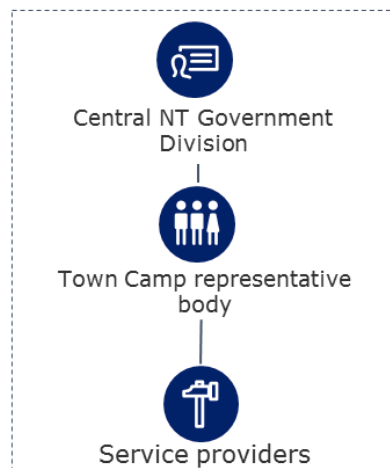 Central NT Government
Division
Town Camp representative
body
Service providers